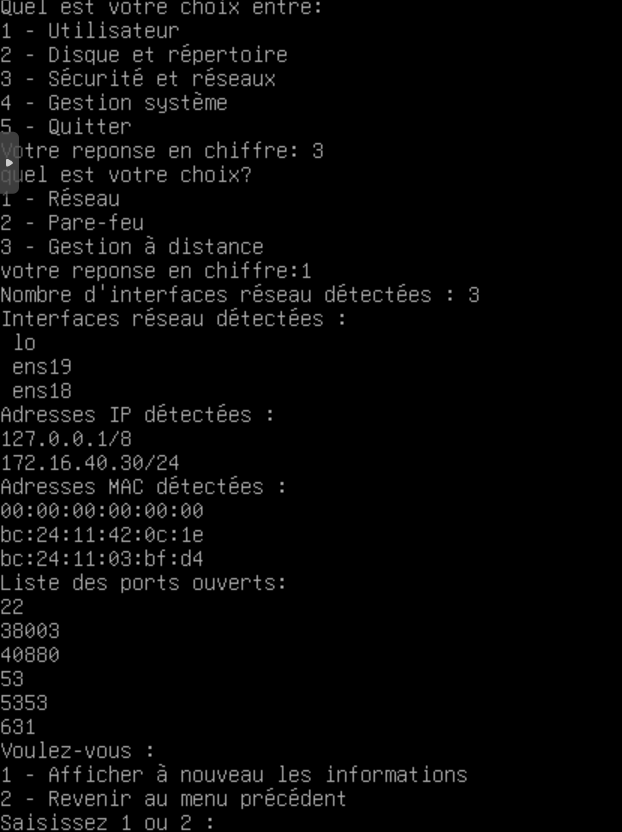 Quel est votre choix entre:
1 - Utilisateur
2 - Disque et répertoire
3 - Sécurité et réseaux
4 - Gestion système
5 - Quitter
Votre reponse en chiffre: 3
quel est votre choix?
1 - Réseau
2 - Pare-feu
3 - Gestion à distance
votre reponse en chiffre:1
Nombre d'interfaces réseau détectées : 3
Interfaces réseau détectées :
lo
ens19
ens18
Adresses IP détectées :
127.0.0.1/8
172.16.40.30/24
Adresses MAC détectées :
00:00:00:00:00:00
bc:24:11:42:0c:1e
bc:24:11:03:bf:d4
Liste des ports ouverts:
22
38003
40880
53
5353
631
Voulez-vous :
1 - Afficher à nouveau les informations
2 - Revenir au menu précédent
Saisissez 1 ou 2 :